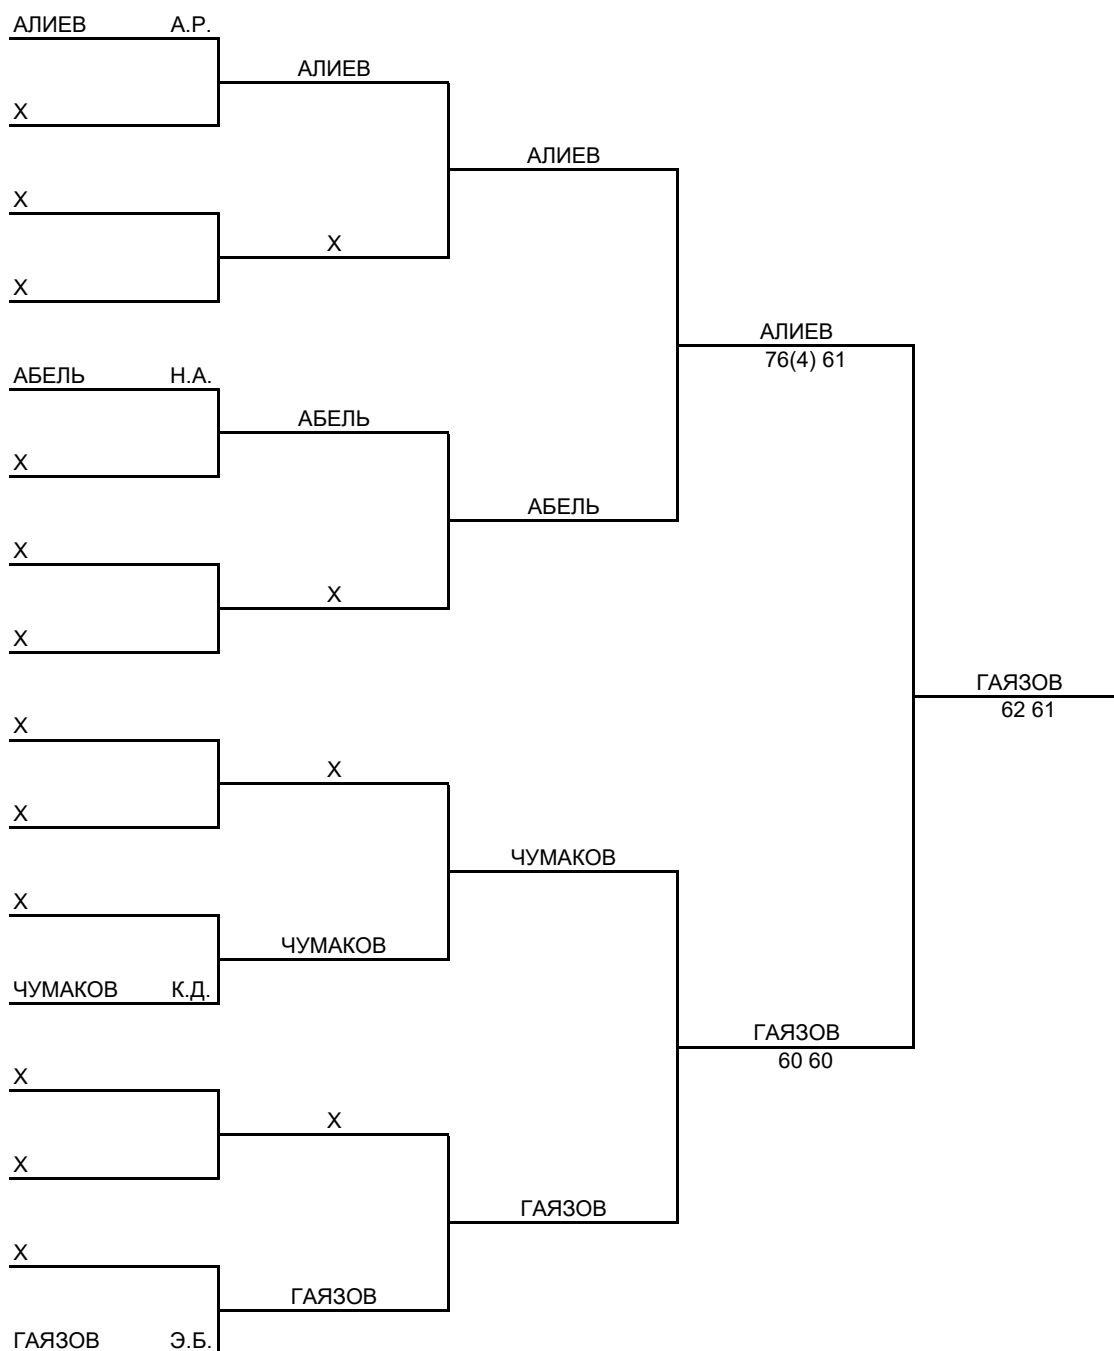 АЛИЕВ А.Р.
АЛИЕВ
Х
АЛИЕВ
Х
Х
Х
АЛИЕВ
76(4) 61
АБЕЛЬ Н.А.
АБЕЛЬ
Х
АБЕЛЬ
Х
Х
Х
ГАЯЗОВ
62 61
Х
Х
Х
ЧУМАКОВ
Х
ЧУМАКОВ
ЧУМАКОВ К.Д.
ГАЯЗОВ
60 60
Х
Х
Х
ГАЯЗОВ
Х
ГАЯЗОВ
ГАЯЗОВ Э.Б.